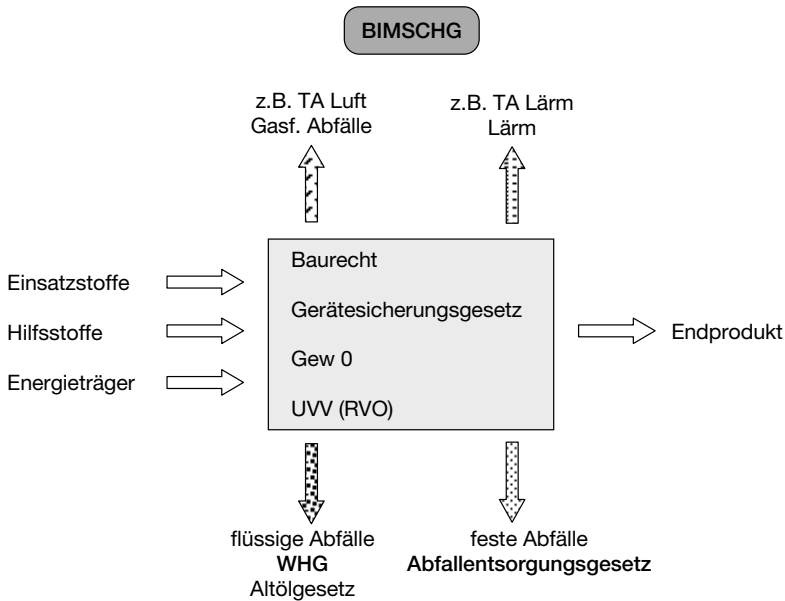 BIMSCHG
z.B. TA Luft
Gasf. Abfälle
z.B. TA Lärm
Lärm
Einsatzstoffe
Hilfsstoffe
Energieträger
Baurecht
Gerätesicherungsgesetz
Gew 0
UVV (RVO)
Endprodukt
flüssige Abfälle
WHG
Altölgesetz
feste Abfälle
Abfallentsorgungsgesetz